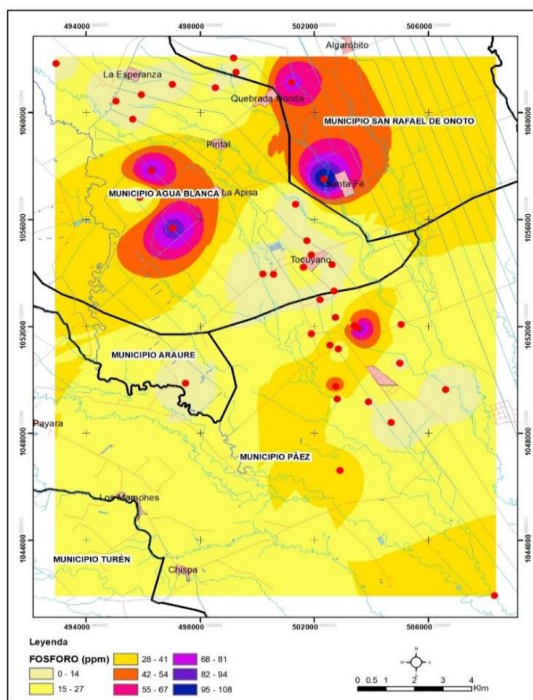 494000 498000 502000 506000
Algarobito
La Esperanza
Quebrada Honda
1060000 1060000
MUNICIPIO SAN RAFAEL DE ONOTO
Pirital
Santa Fé
MUNICIPIO AGUA BLANCA La Apisa
1056000 1056000
Tocuyano
1052000 1052000
MUNICIPIO ARAURE
Payara
1048000 1048000
MUNICIPIO PÁEZ
Los Mamones
1044000 1044000
MUNICIPIO TURÉN
Chispa
494000 498000 502000 506000
Leyenda
FOSFORO (ppm)
0 - 14
15 - 27
28 - 41
42 - 54
55 - 67
68 - 81
82 - 94
95 - 108
N
0 0.5 1 2 3 4
Klm